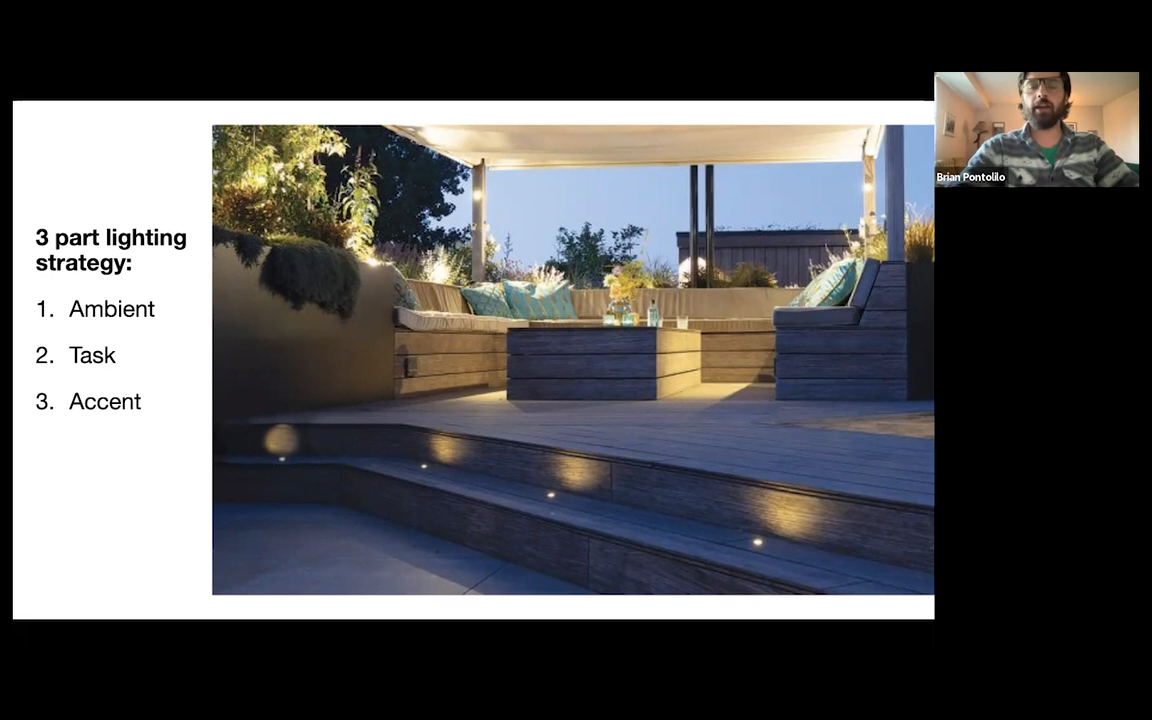 3 part lighting
strategy:
1. Ambient
2. Task
3. Accent
Brian Pontolilo